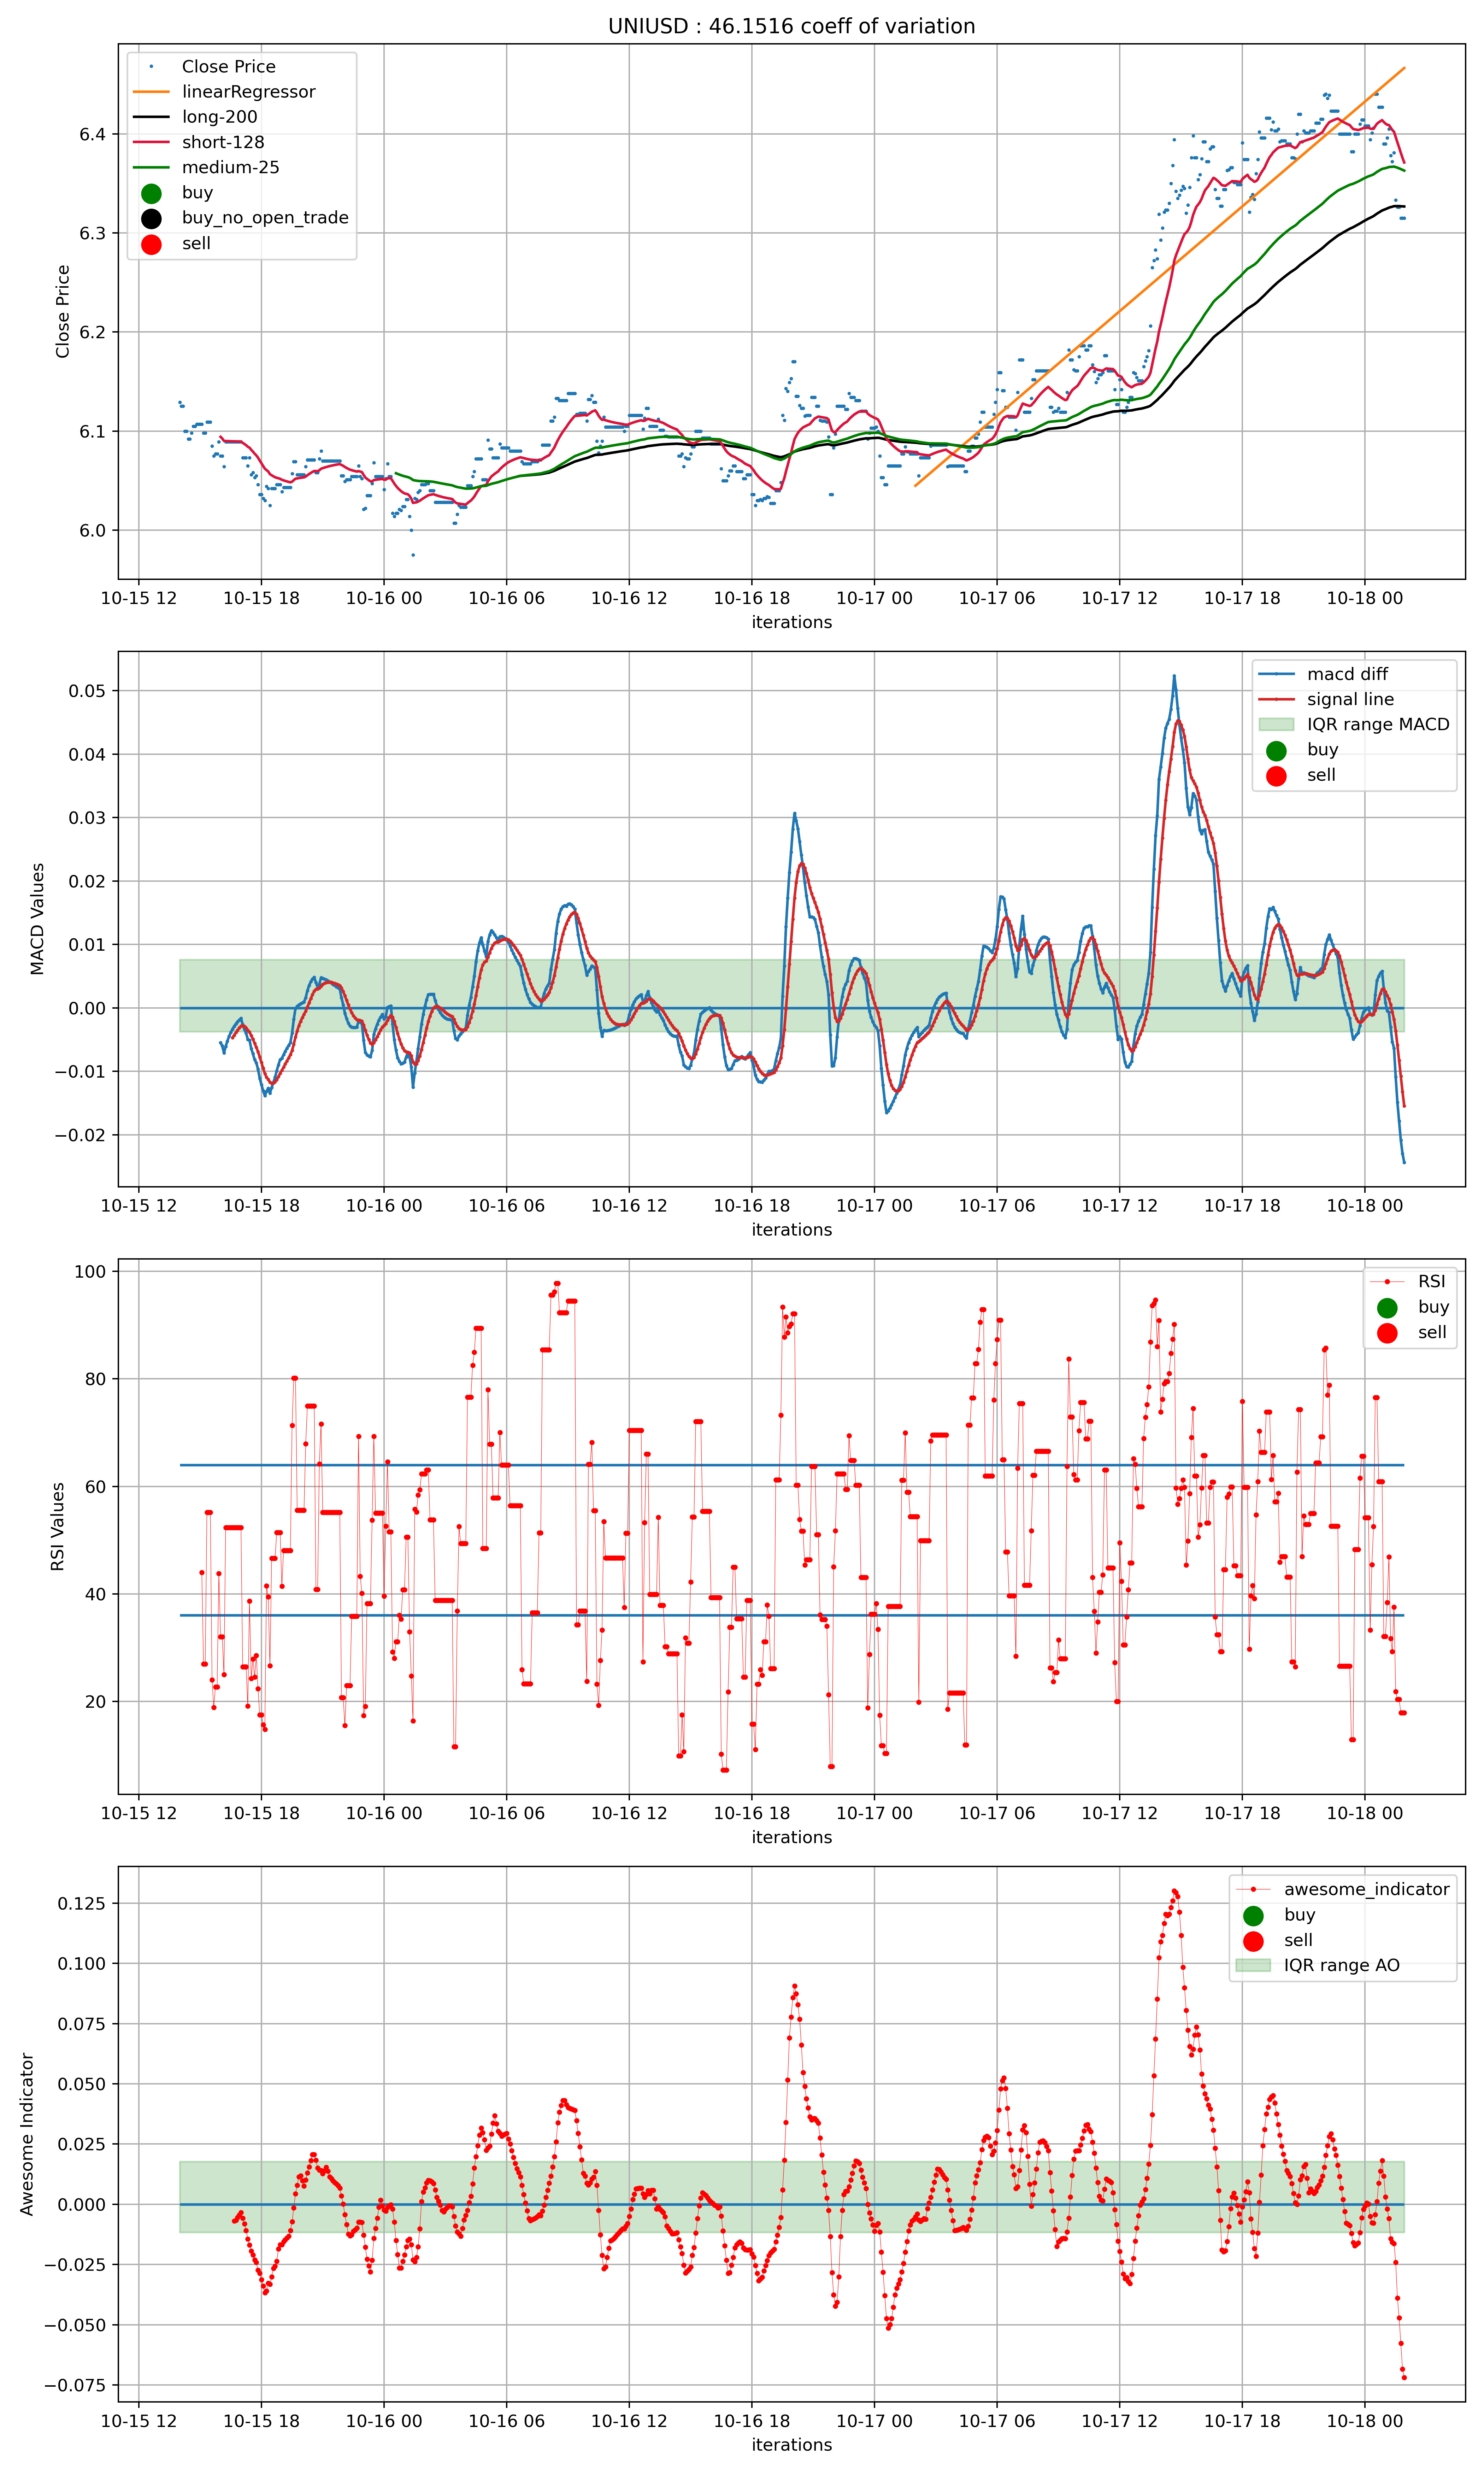 UNIUSD : 46.1516 coeff of variation
Close Price
linearRegressor
long-200
short-128
medium-25
buy
buy_no_open_trade
sell
6.4
6.3
6.2
6.1
6.0
Close Price
10-15 12 10-15 18 10-16 00 10-16 06 10-16 12 10-16 18 10-17 00 10-17 06 10-17 12 10-17 18 10-18 00
iterations
macd diff
signal line
IQR range MACD
buy
sell
0.05
0.04
0.03
0.02
0.01
0.00
−0.01
−0.02
MACD Values
10-15 12 10-15 18 10-16 00 10-16 06 10-16 12 10-16 18 10-17 00 10-17 06 10-17 12 10-17 18 10-18 00
iterations
RSI
buy
sell
100
80
60
40
20
RSI Values
10-15 12 10-15 18 10-16 00 10-16 06 10-16 12 10-16 18 10-17 00 10-17 06 10-17 12 10-17 18 10-18 00
iterations
awesome_indicator
buy
sell
IQR range AO
0.125
0.100
0.075
0.050
0.025
0.000
−0.025
−0.050
−0.075
Awesome Indicator
10-15 12 10-15 18 10-16 00 10-16 06 10-16 12 10-16 18 10-17 00 10-17 06 10-17 12 10-17 18 10-18 00
iterations